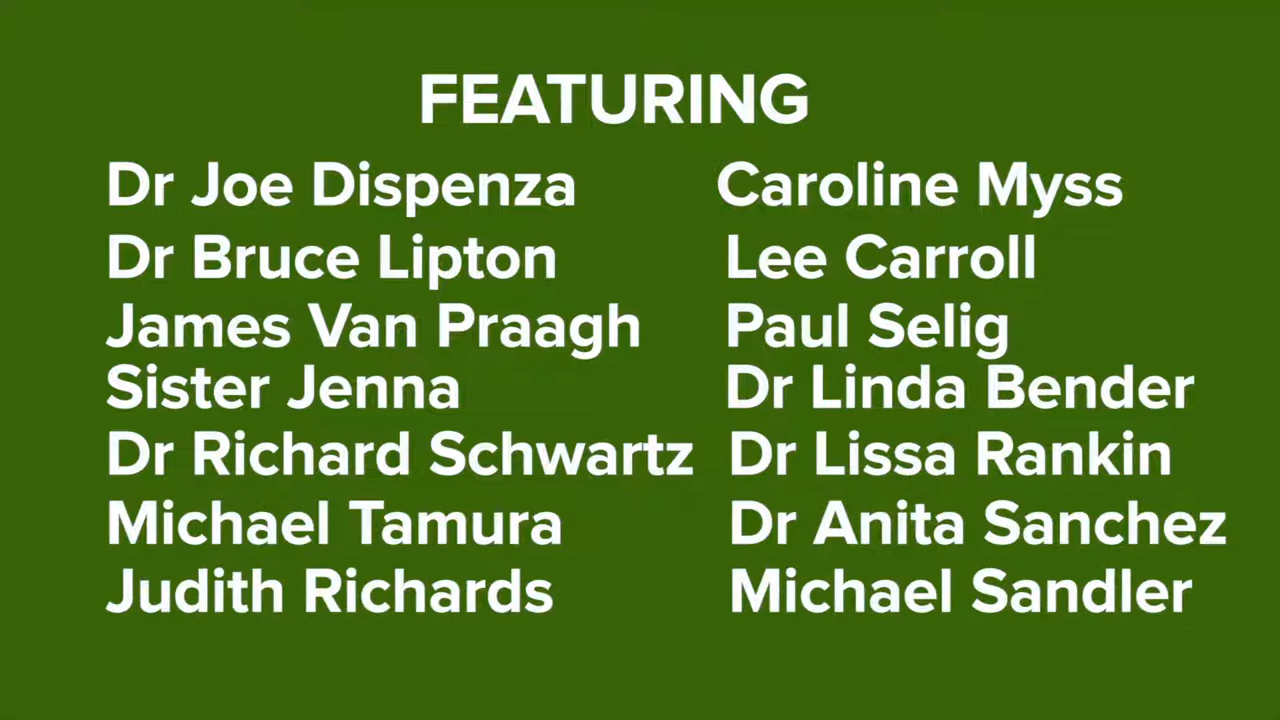 FEATURING
Dr Joe Dispenza
Dr Bruce Lipton
James Van Praagh
Sister Jenna
Dr Richard Schwartz
Michael Tamura
Judith Richards
Caroline Myss
Lee Carroll
Paul Selig
Dr Linda Bender
Dr Lissa Rankin
Dr Anita Sanchez
Michael Sandler